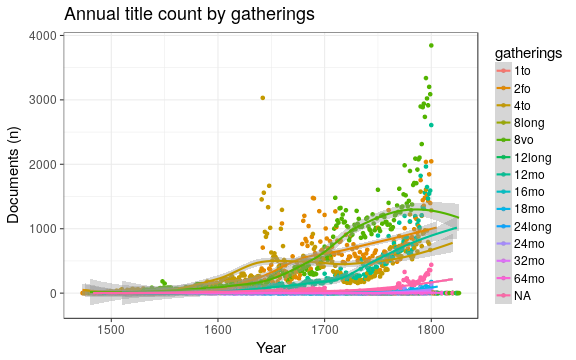 Annual title count by gatherings
Documents (n)
4000
3000
2000
1000
0
1500
1600
1700
1800
Year
gatherings
1to
2fo
4to
8long
8vo
12long
12mo
16mo
18mo
24long
24mo
32mo
64mo
NA